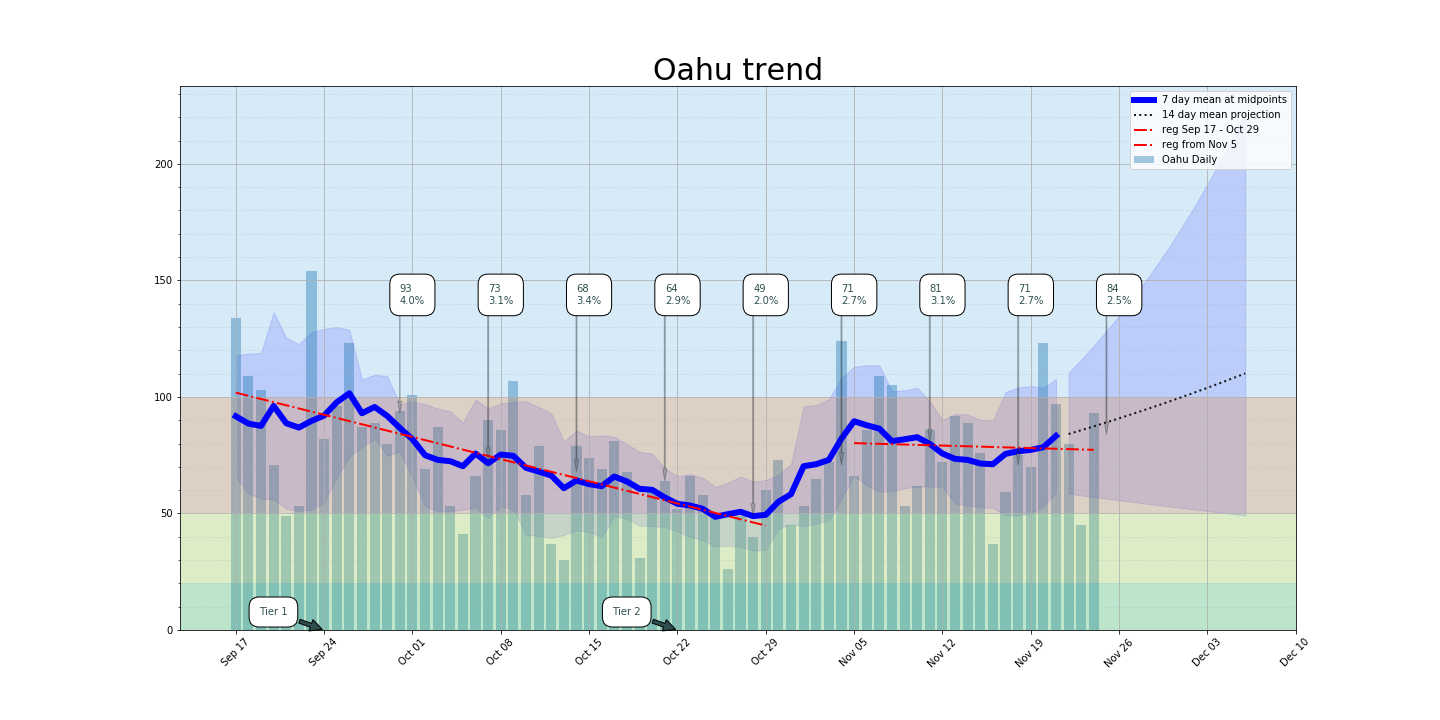 Oahu trend
7 day mean at midpoints
14 day mean projection
reg Sep 17 - Oct 29
reg from Nov 5
Oahu Daily
200
150
100
50
0
93
4.0%
73
3.1%
68
3.4%
64
2.9%
49
2.0%
71
2.7%
81
3.1%
71
2.7%
84
2.5%
Tier 1
Tier 2
Sep 17
Sep 24
Oct 01
Oct 08
Oct 15
Oct 22
Oct 29
Nov 05
Nov 12
Nov 19
Nov 26
Dec 03
Dec 10